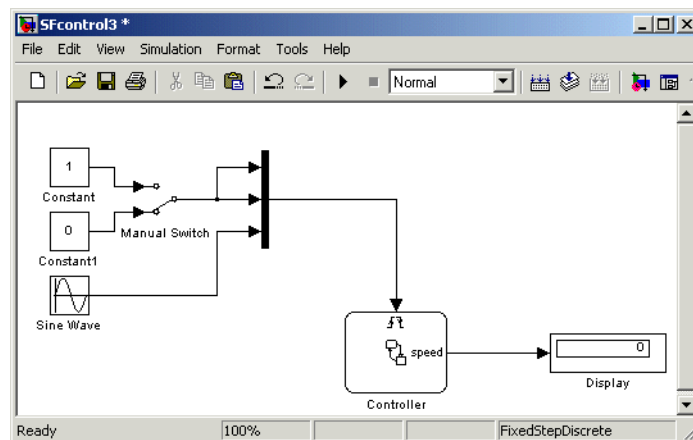 SFcontrol3 *
File Edit View Simulation Format Tools Help
Normal
1
Constant
0
Manual Switch
Constant1
Sine Wave
speed
0
Display
Controller
Ready 100% FixedStepDiscrete